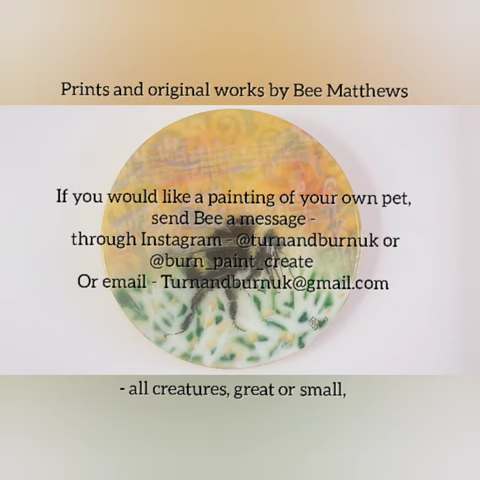 Prints and original works by Bee Matthews
If you would like a painting of your own pet,
send Bee a message -
through Instagram - @turnandburnuk or
@burn_paint_create
Or email - Turnandburnuk@gmail.com
- all creatures, great or small,